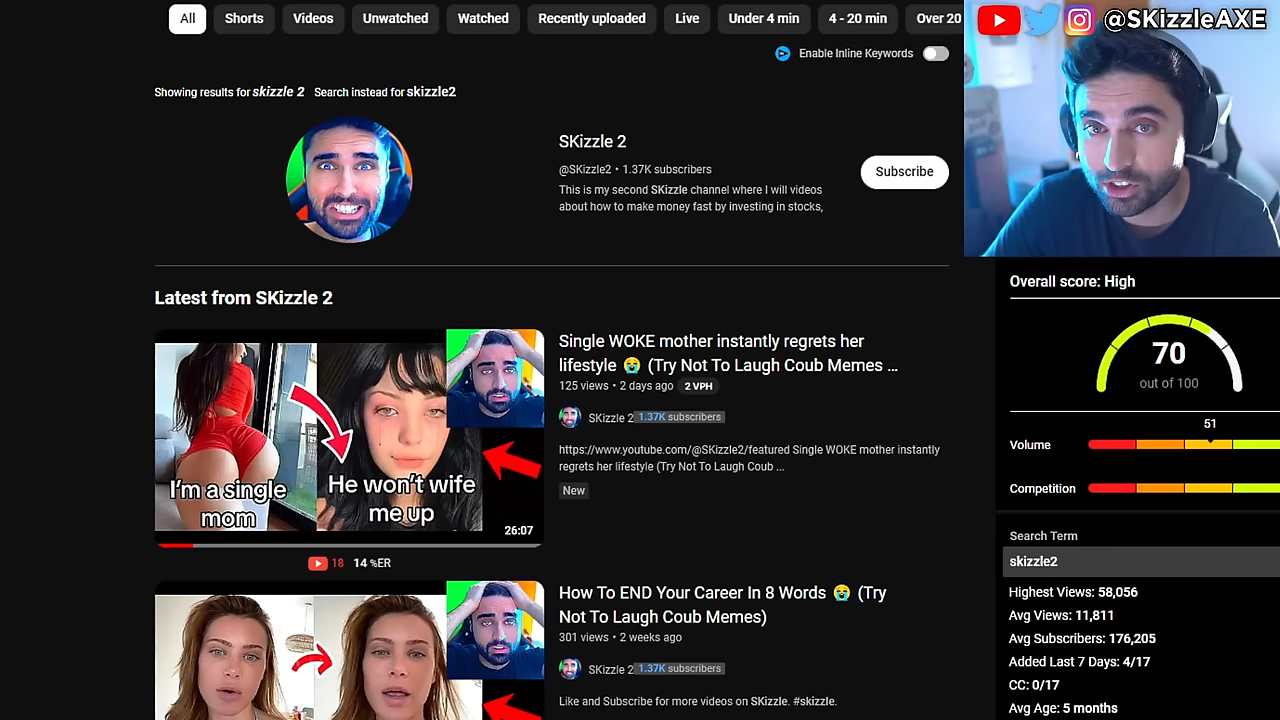 All Shorts Videos Unwatched Watched Recently uploaded Live Under 4 min 4 - 20 min Over 20
@SKizzleAXE
Enable Inline Keywords
Showing results for skizzle 2 Search instead for skizzle2
SKizzle 2
@SKizzle2 • 1.37K subscribers
This is my second SKizzle channel where I will videos
about how to make money fast by investing in stocks,
Subscribe
Latest from SKizzle 2
I'm a single
mom
He won't wife
me up
26:07
18 14 %ER
Single WOKE mother instantly regrets her
lifestyle 😭 (Try Not To Laugh Coub Memes ...
125 views • 2 days ago 2 VPH
SKizzle 2 1.37K subscribers
https://www.youtube.com/@SKizzle2/featured Single WOKE mother instantly
regrets her lifestyle (Try Not To Laugh Coub ...
New
How To END Your Career In 8 Words 😭 (Try
Not To Laugh Coub Memes)
301 views • 2 weeks ago
SKizzle 2 1.37K subscribers
Like and Subscribe for more videos on SKizzle. #skizzle.
Overall score: High
70
out of 100
51
Volume
Competition
Search Term
skizzle2
Highest Views: 58,056
Avg Views: 11,811
Avg Subscribers: 176,205
Added Last 7 Days: 4/17
CC: 0/17
Avg Age: 5 months